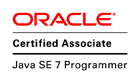 ORACLE®
Certified Associate
Java SE 7 Programmer